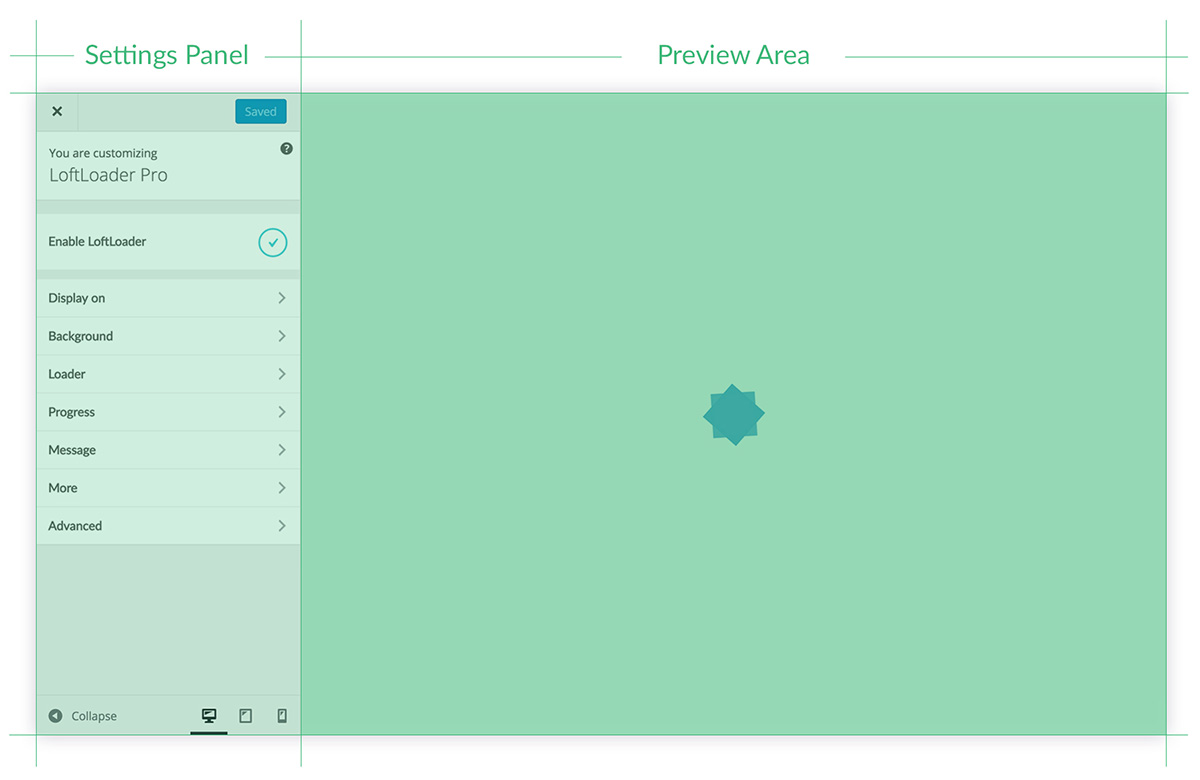 Settings Panel
Preview Area
Saved
You are customizing
LoftLoader Pro
Enable LoftLoader
Display on
Background
Loader
Progress
Message
More
Advanced
Collapse